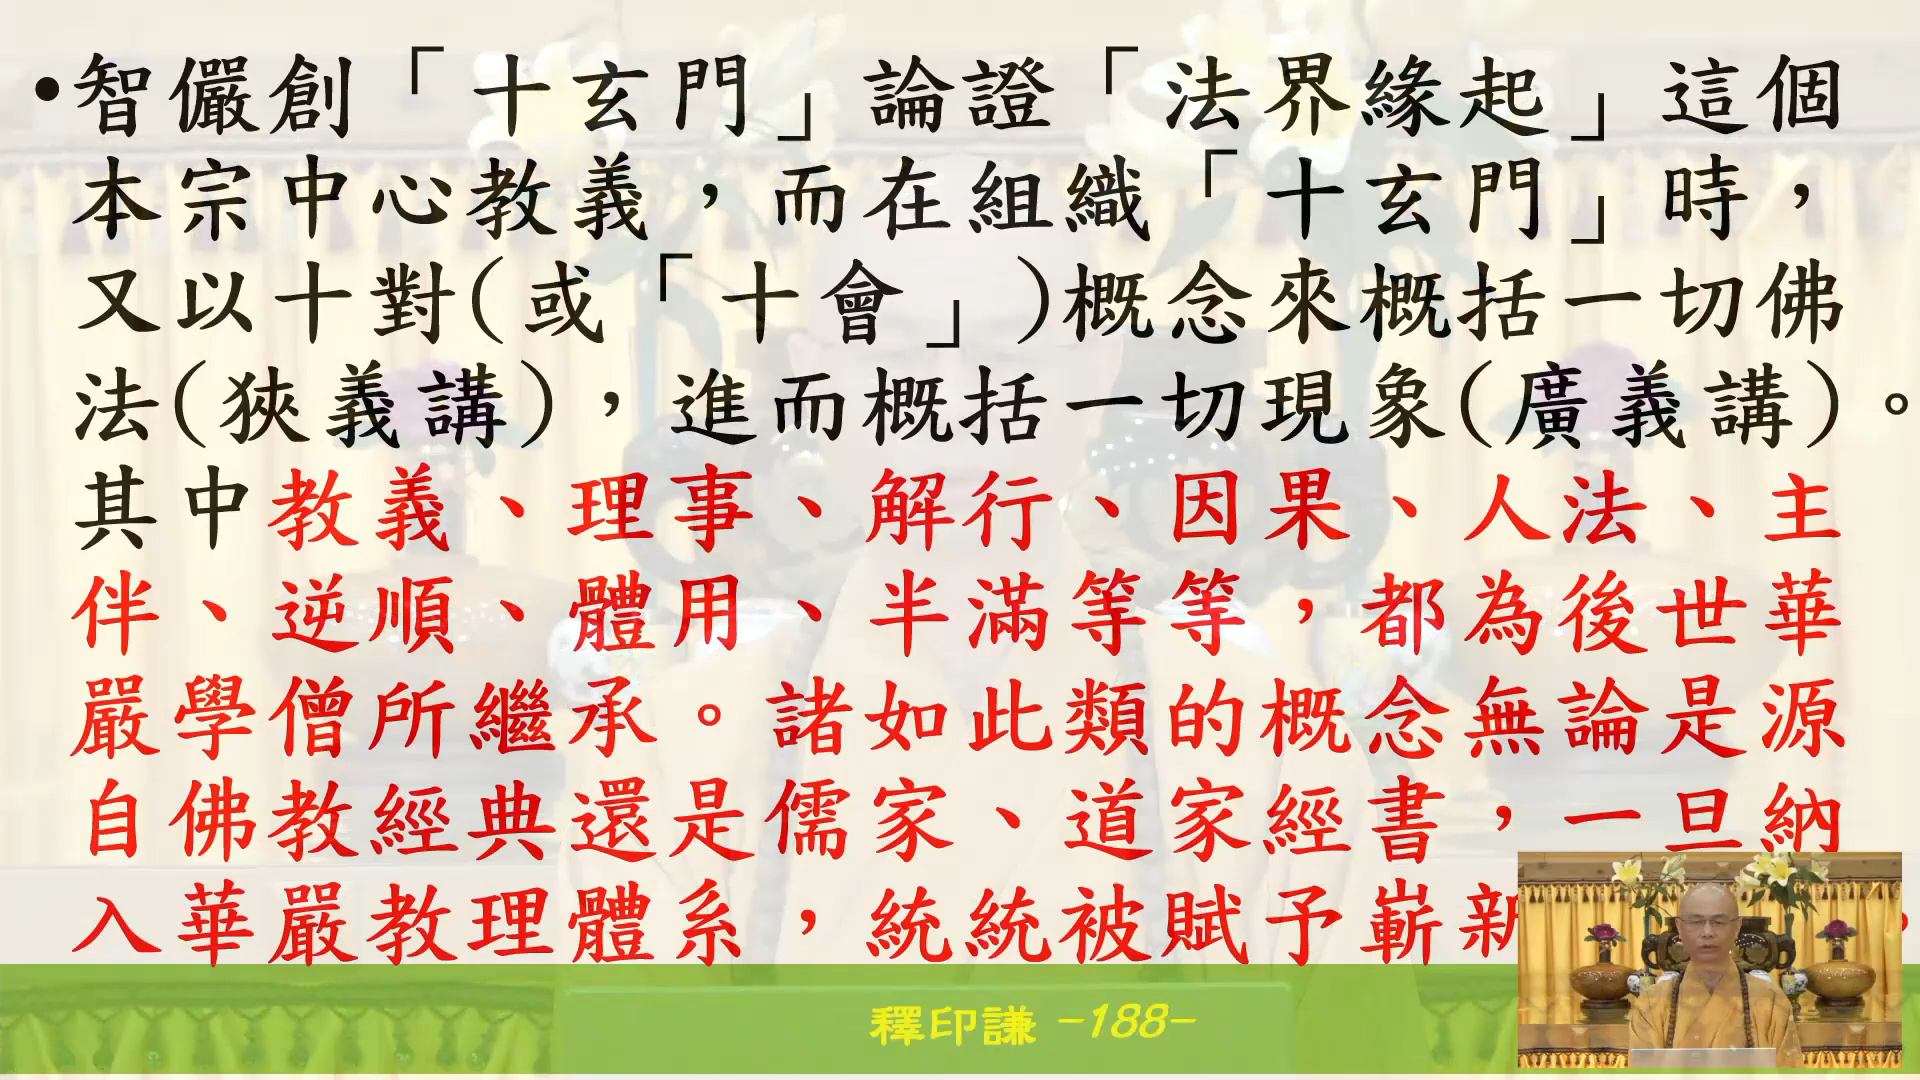 •智儼創「十玄門」論證「法界緣起」這個
本宗中心教義，而在組織「十玄門」時，
又以十對(或「十會」)概念來概括一切佛
法(狹義講)，進而概括一切現象(廣義講)。
其中教義、理事、解行、因果、人法、主
伴、逆順、體用、半滿等等，都為後世華
嚴學僧所繼承。諸如此類的概念無論是源
自佛教經典還是儒家、道家經書，一旦納
入華嚴教理體系，統統被賦予嶄新
釋印謙 -188-